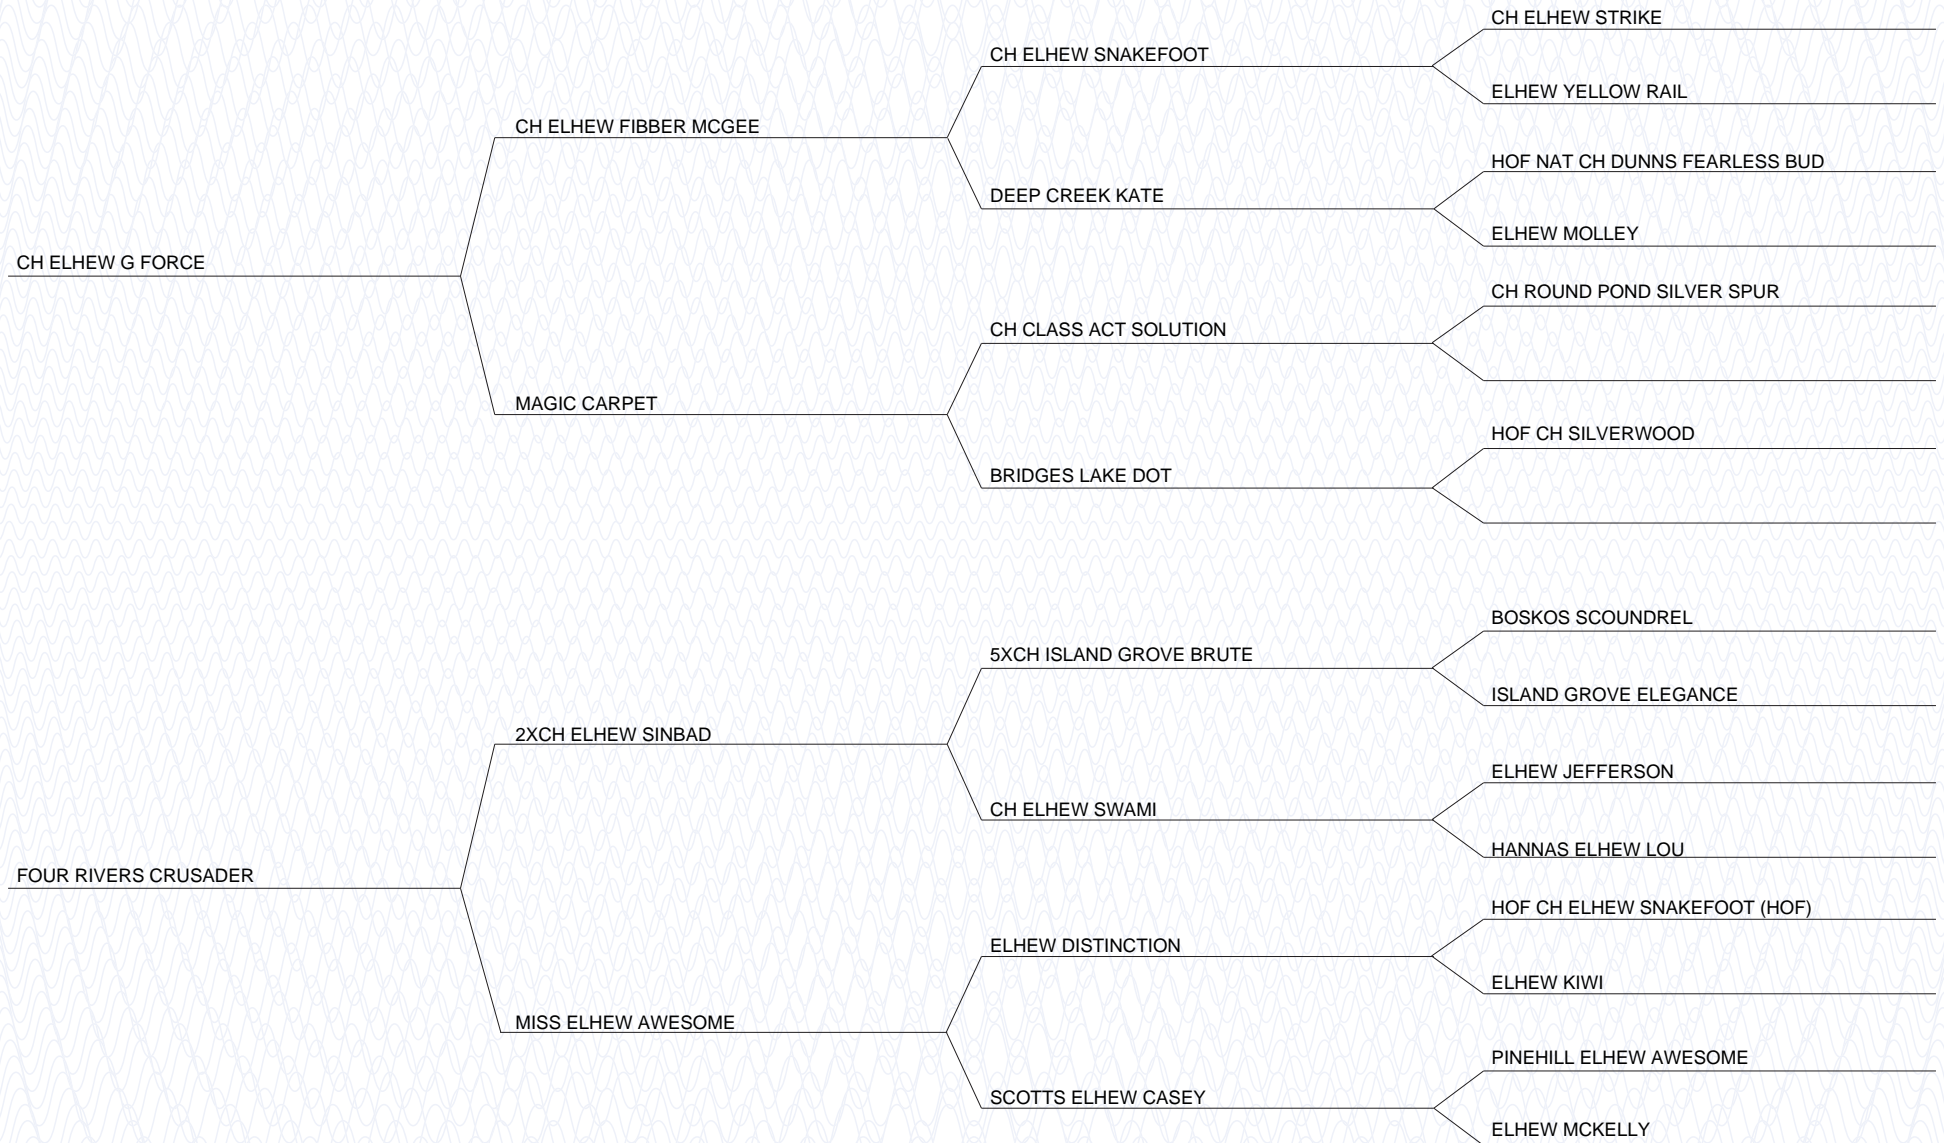 CH ELHEW STRIKE
CH ELHEW SNAKEFOOT
ELHEW YELLOW RAIL
CH ELHEW FIBBER MCGEE
HOF NAT CH DUNNS FEARLESS BUD
DEEP CREEK KATE
ELHEW MOLLEY
CH ELHEW G FORCE
CH ROUND POND SILVER SPUR
CH CLASS ACT SOLUTION
MAGIC CARPET
HOF CH SILVERWOOD
BRIDGES LAKE DOT
BOSKOS SCOUNDREL
5XCH ISLAND GROVE BRUTE
ISLAND GROVE ELEGANCE
2XCH ELHEW SINBAD
ELHEW JEFFERSON
CH ELHEW SWAMI
HANNAS ELHEW LOU
FOUR RIVERS CRUSADER
HOF CH ELHEW SNAKEFOOT (HOF)
ELHEW DISTINCTION
ELHEW KIWI
MISS ELHEW AWESOME
PINEHILL ELHEW AWESOME
SCOTTS ELHEW CASEY
ELHEW MCKELLY